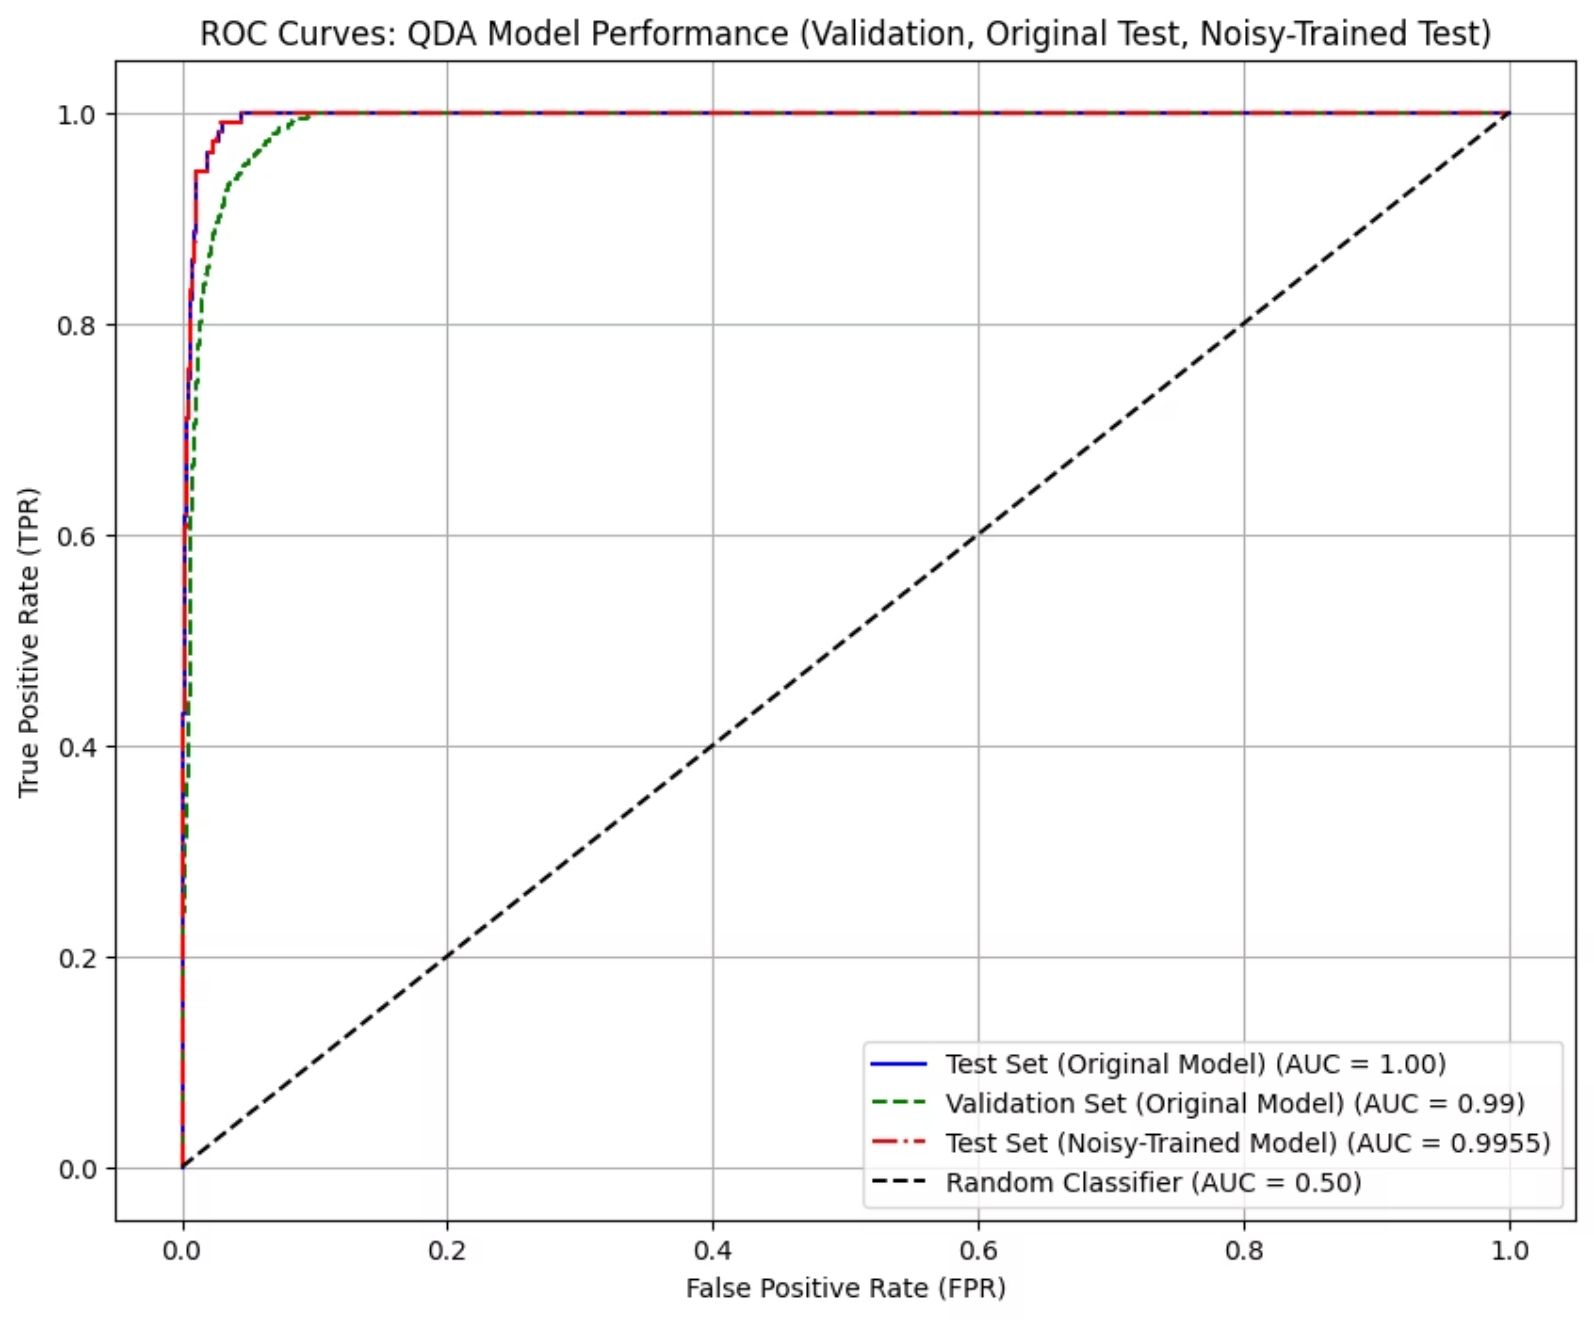 ROC Curves: QDA Model Performance (Validation, Original Test, Noisy-Trained Test)
True Positive Rate (TPR)
1.0
0.8
0.6
0.4
0.2
0.0
Test Set (Original Model) (AUC = 1.00)
Validation Set (Original Model) (AUC = 0.99)
Test Set (Noisy-Trained Model) (AUC = 0.9955)
Random Classifier (AUC = 0.50)
0.0 0.2 0.4 0.6 0.8 1.0
False Positive Rate (FPR)